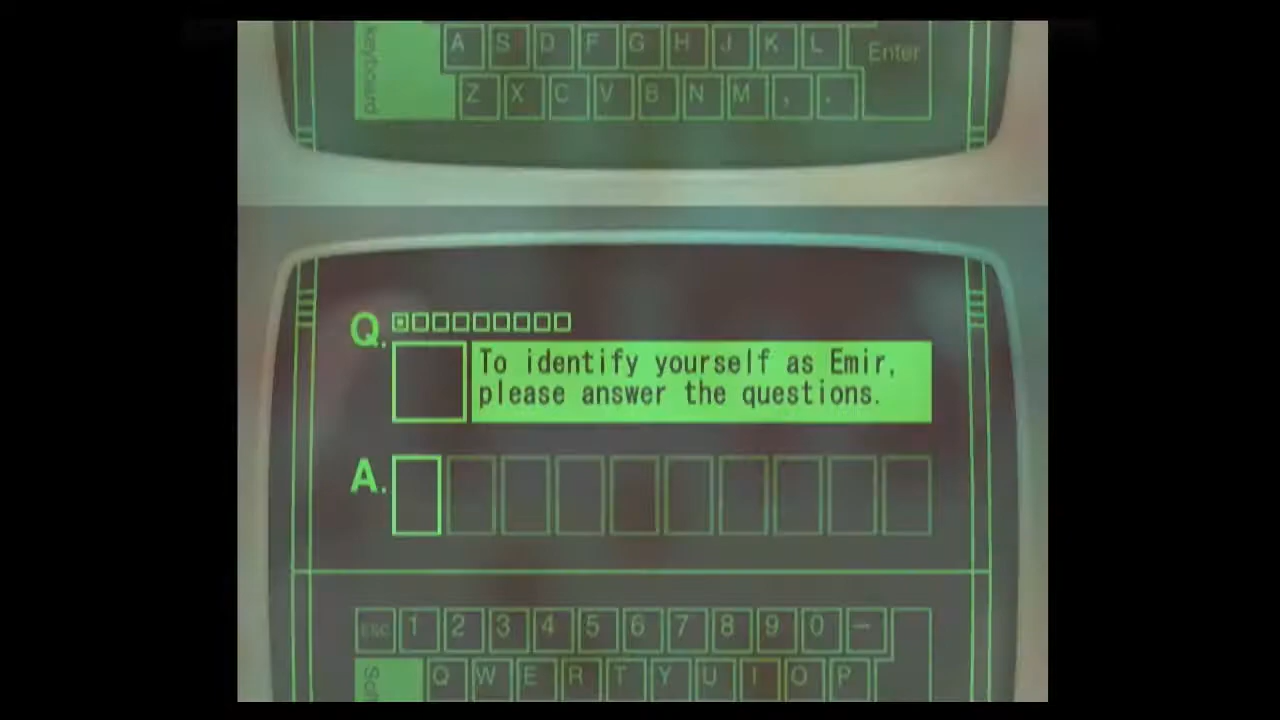 keyboard
A S D F G H J K L Enter
Z X C V B N M , .
Q.
To identify yourself as Emir,
please answer the questions.
A.
ESC 1 2 3 4 5 6 7 8 9 0 —
Q W E R T Y U I O P